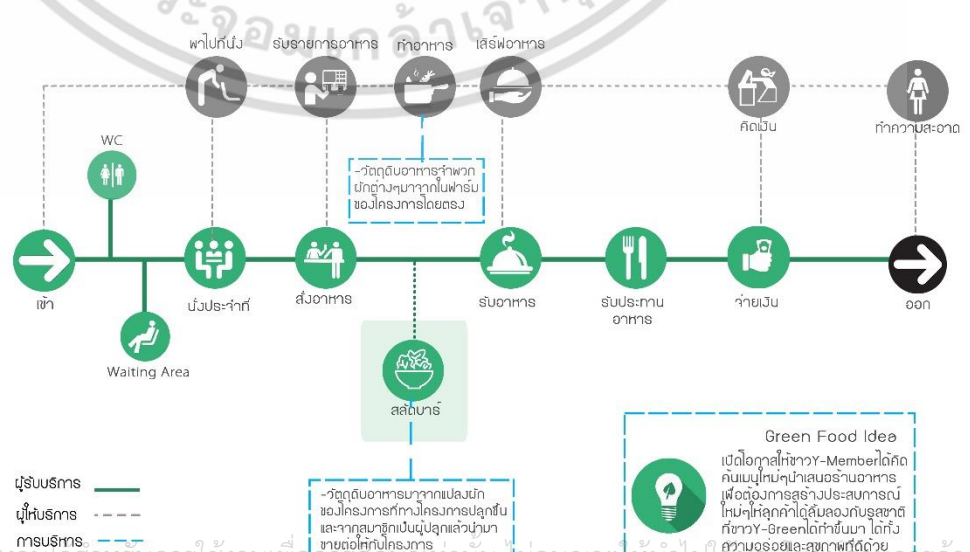 ระจอมเกล้าเจ้าคุณ
พาไปที่นั่ง
รับรายการอาหาร
ทำอาหาร
เสิร์ฟอาหาร
คิดเงิน
ทำความสะอาด
WC
-วัตถุดิบอาหารจำพวก
ผักต่างๆมาจากในฟาร์ม
ของโครงการโดยตรง
เข้า
นั่งประจำที่
สั่งอาหาร
รับอาหาร
รับประทาน
อาหาร
จ่ายเงิน
ออก
Waiting Area
สลัดบาร์
ผู้รับบริการ
ผู้ให้บริการ
การบริหาร
-วัตถุดิบอาหารมาจากแปลงผัก
ของโครงการที่ทางโครงการปลูกขึ้น
และจากสมาชิกเป็นผู้ปลูกแล้วนำมา
ขายต่อให้กับโครงการ
Green Food Idea
เปิดโอกาสให้ชาวY-Memberได้คิด
ค้นเมนูใหม่ๆนำเสนอร้านอาหาร
เพื่อต้องการสร้างประสบการณ์
ใหม่ๆให้ลูกค้าได้ลิ้มลองกับรสชาติ
ที่ชาวY-Greenได้ทำขึ้นมา ได้ทั้ง
ความอร่อยและสุขภาพที่ดีด้วย